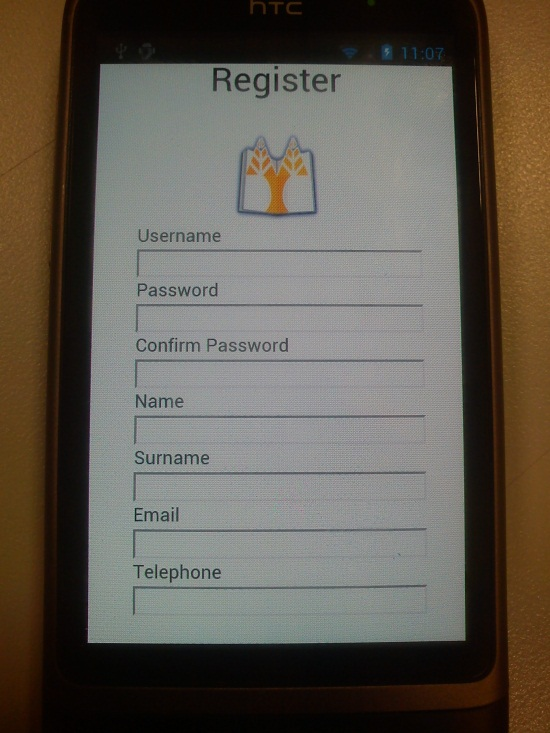 hTC
11:07
Register
Username
Password
Confirm Password
Name
Surname
Email
Telephone